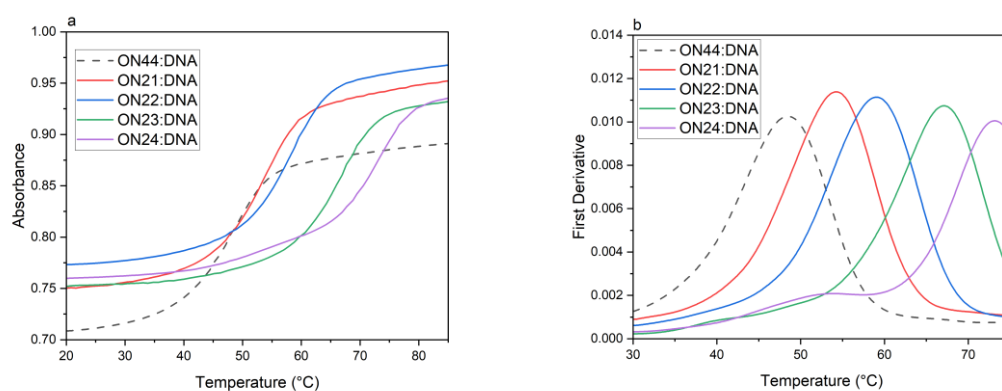 a
1.00
0.95
0.90
0.85
0.80
0.75
0.70
Absorbance
ON44:DNA
ON21:DNA
ON22:DNA
ON23:DNA
ON24:DNA
20
30
40
50
60
70
80
Temperature (°C)
b
0.014
0.012
0.010
0.008
0.006
0.004
0.002
0.000
First Derivative
ON44:DNA
ON21:DNA
ON22:DNA
ON23:DNA
ON24:DNA
30
40
50
60
70
Temperature (°C)